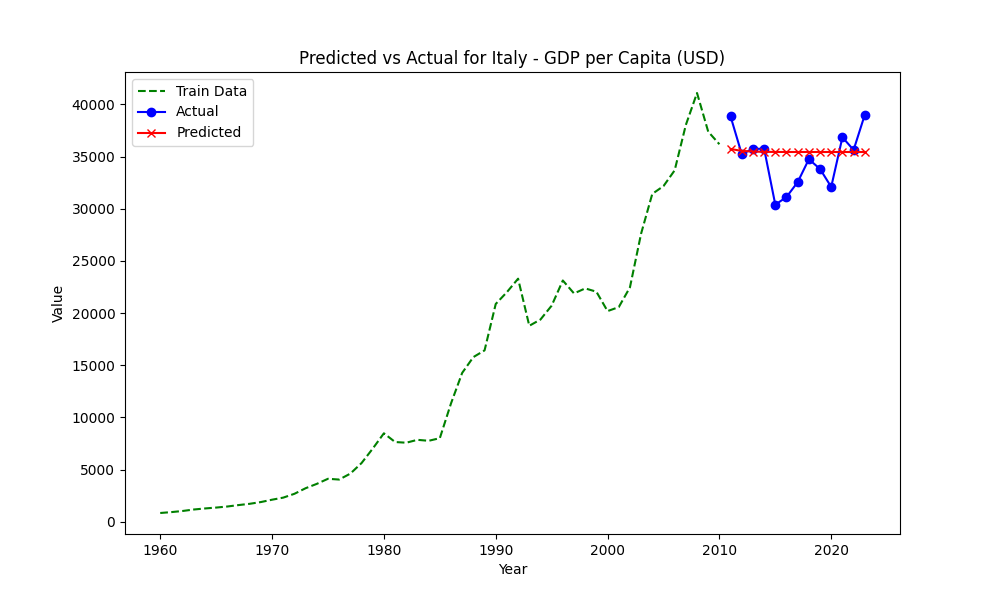 Predicted vs Actual for Italy - GDP per Capita (USD)
Train Data
Actual
Predicted
40000
35000
30000
25000
20000
15000
10000
5000
0
Value
1960
1970
1980
1990
2000
2010
2020
Year